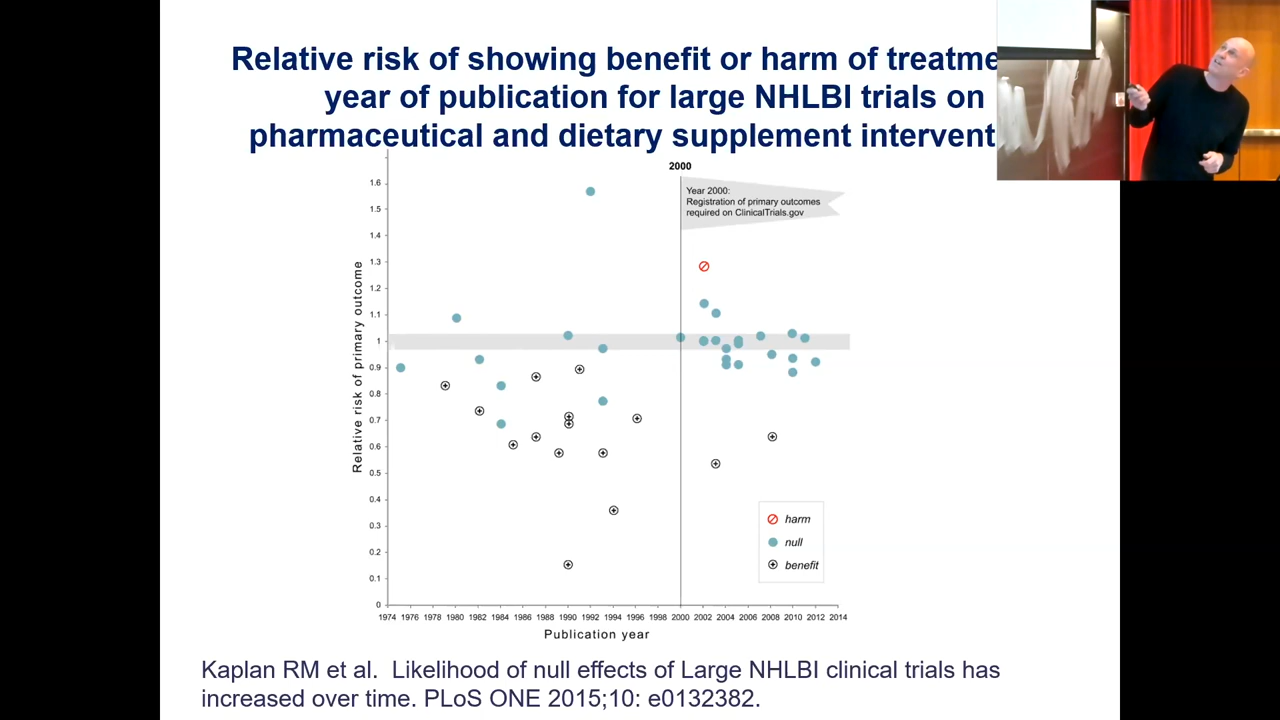 Relative risk of showing benefit or harm of treatme
year of publication for large NHLBI trials on
pharmaceutical and dietary supplement intervent
2000
Year 2000:
Registration of primary outcomes
required on ClinicalTrials.gov
Relative risk of primary outcome
1.6
1.5
1.4
1.3
1.2
1.1
1
0.9
0.8
0.7
0.6
0.5
0.4
0.3
0.2
0.1
0
harm
null
benefit
1974 1976 1978 1980 1982 1984 1986 1988 1990 1992 1994 1996 1998 2000 2002 2004 2006 2008 2010 2012 2014
Publication year
Kaplan RM et al. Likelihood of null effects of Large NHLBI clinical trials has
increased over time. PLoS ONE 2015;10: e0132382.